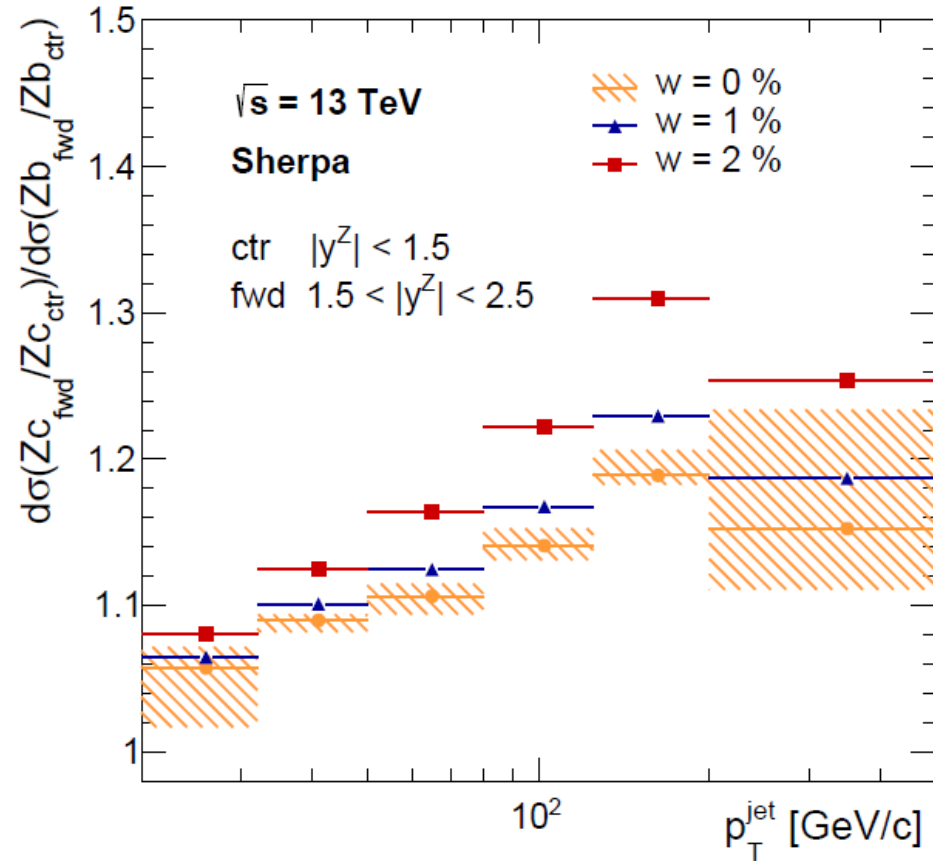 dσ(Zc_fwd/Zc_ctr)/dσ(Zb_fwd/Zb_ctr)
1.5
1.4
1.3
1.2
1.1
1
√s = 13 TeV
Sherpa
ctr |y^Z| < 1.5
fwd 1.5 < |y^Z| < 2.5
w = 0 %
w = 1 %
w = 2 %
10^2
p_T^jet [GeV/c]